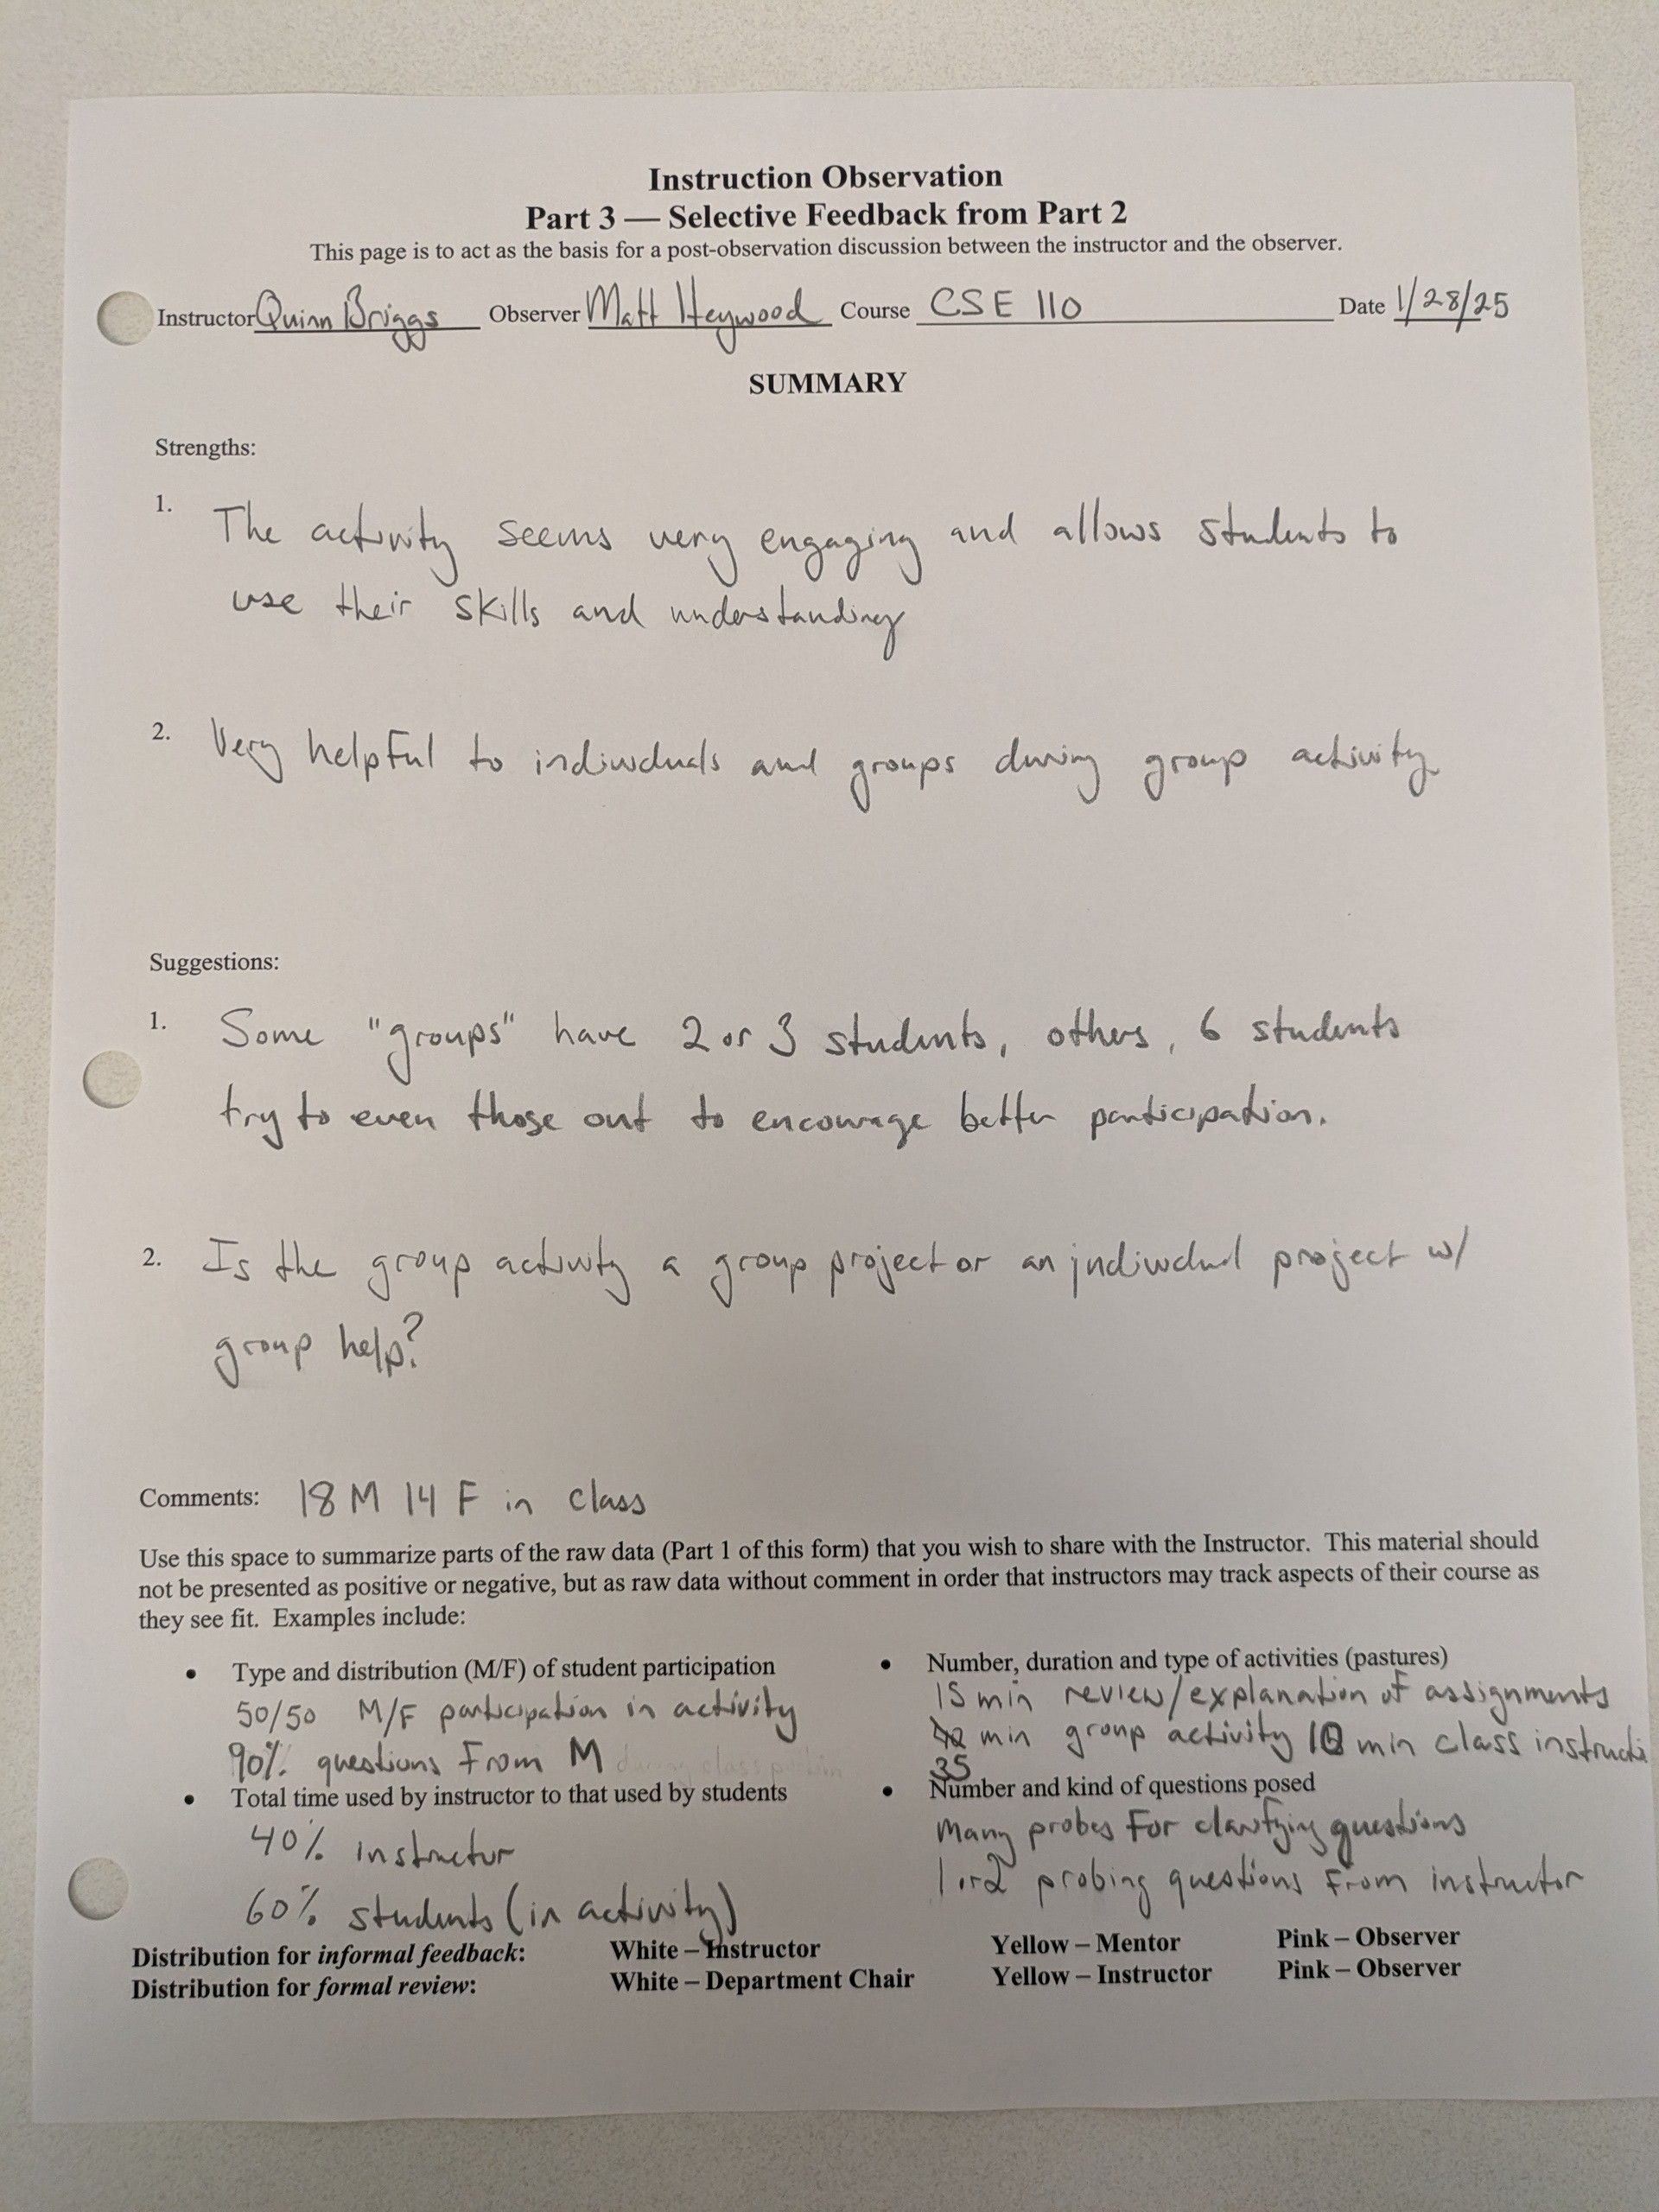 Instruction Observation
Part 3 — Selective Feedback from Part 2
This page is to act as the basis for a post-observation discussion between the instructor and the observer.
Instructor Quinn Briggs Observer Matt Heywood Course CSE 110 Date 1/28/25
SUMMARY
Strengths:
1. The activity seems very engaging and allows students to
use their skills and understanding
2. Very helpful to individuals and groups during group activity
Suggestions:
1. Some "groups" have 2 or 3 students, others, 6 students
try to even those out to encourage better participation.
2. Is the group activity a group project or an individual project w/
group help?
Comments: 18 M 14 F in class
Use this space to summarize parts of the raw data (Part 1 of this form) that you wish to share with the Instructor. This material should
not be presented as positive or negative, but as raw data without comment in order that instructors may track aspects of their course as
they see fit. Examples include:
• Type and distribution (M/F) of student participation
50/50 M/F participation in activity
90% questions from M
• Total time used by instructor to that used by students
40% instructor
60% students (in activity)
• Number, duration and type of activities (pastures)
15 min review/explanation of assignments
35 min group activity 10 min class instructi
• Number and kind of questions posed
Many probes for clarifying questions
1 or 2 probing questions from instructor
Distribution for informal feedback: White – Instructor Yellow – Mentor Pink – Observer
Distribution for formal review: White – Department Chair Yellow – Instructor Pink – Observer